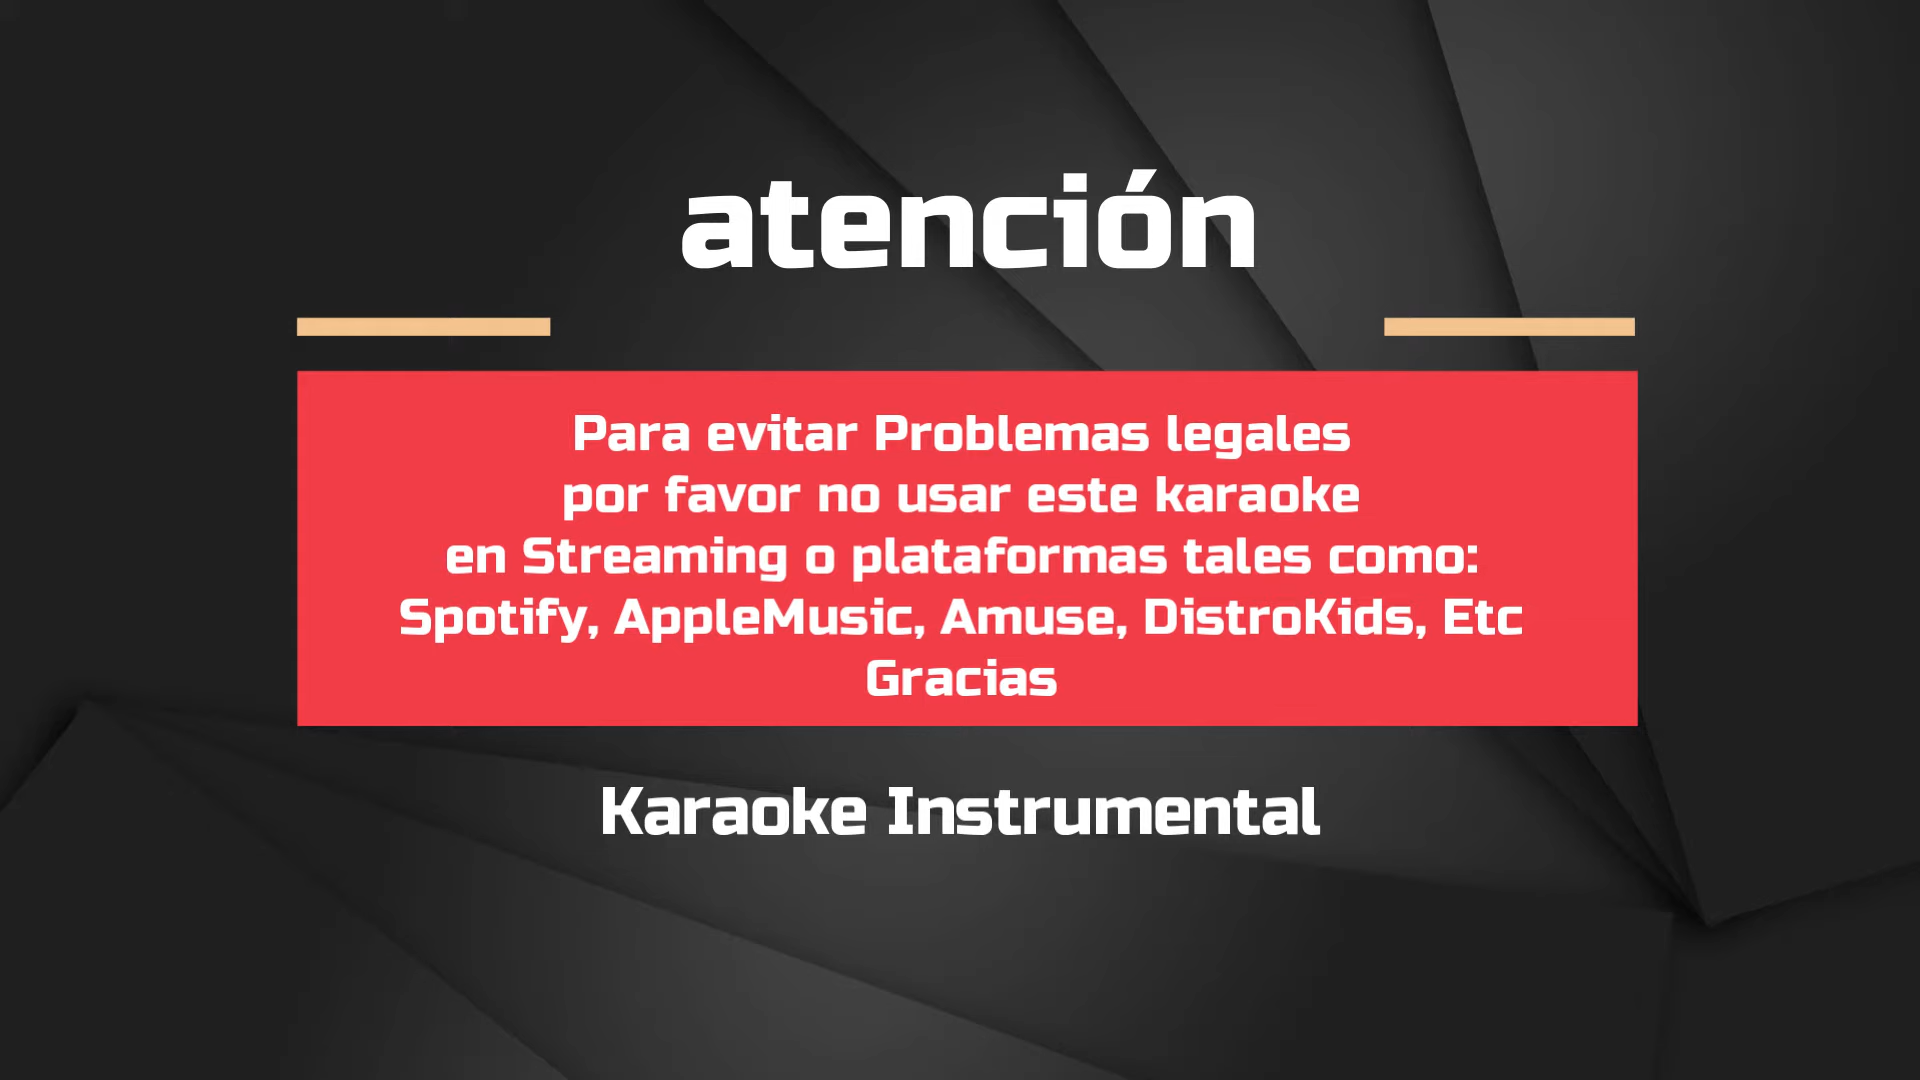 atención
Para evitar Problemas legales
por favor no usar este karaoke
en Streaming o plataformas tales como:
Spotify, AppleMusic, Amuse, DistroKids, Etc
Gracias
Karaoke Instrumental